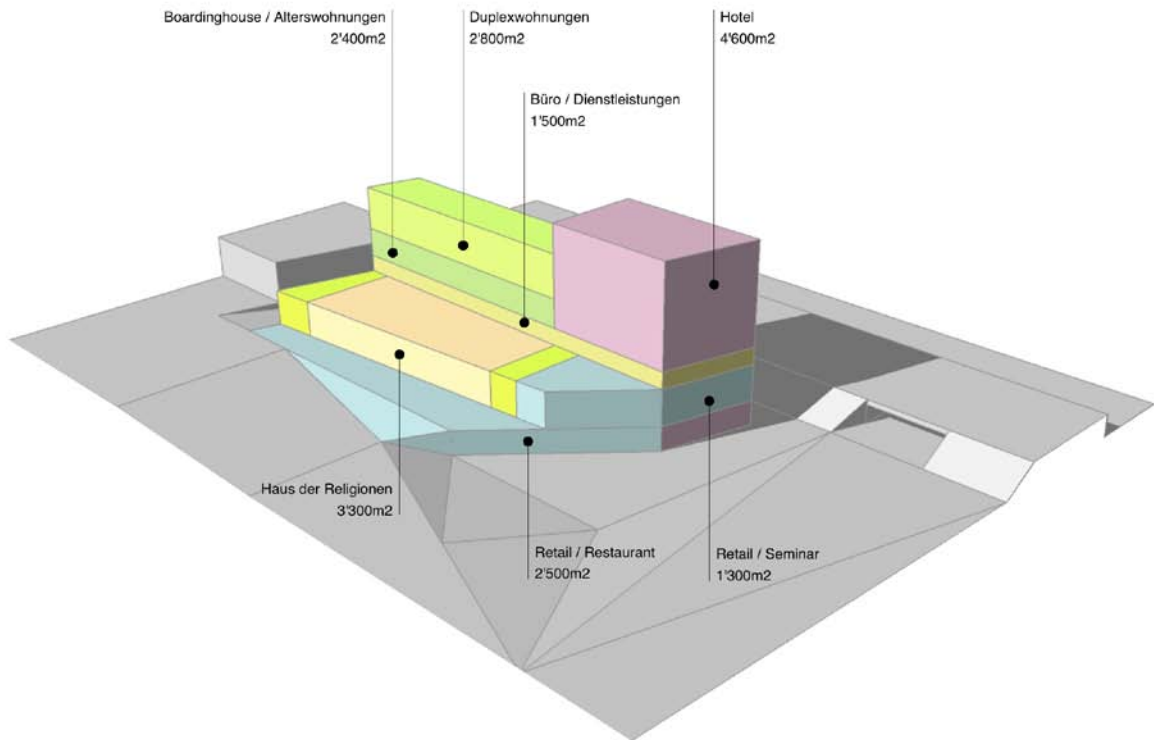 Boardinghouse / Alterswohnungen
2'400m2
Duplexwohnungen
2'800m2
Hotel
4'600m2
Büro / Dienstleistungen
1'500m2
Haus der Religionen
3'300m2
Retail / Restaurant
2'500m2
Retail / Seminar
1'300m2